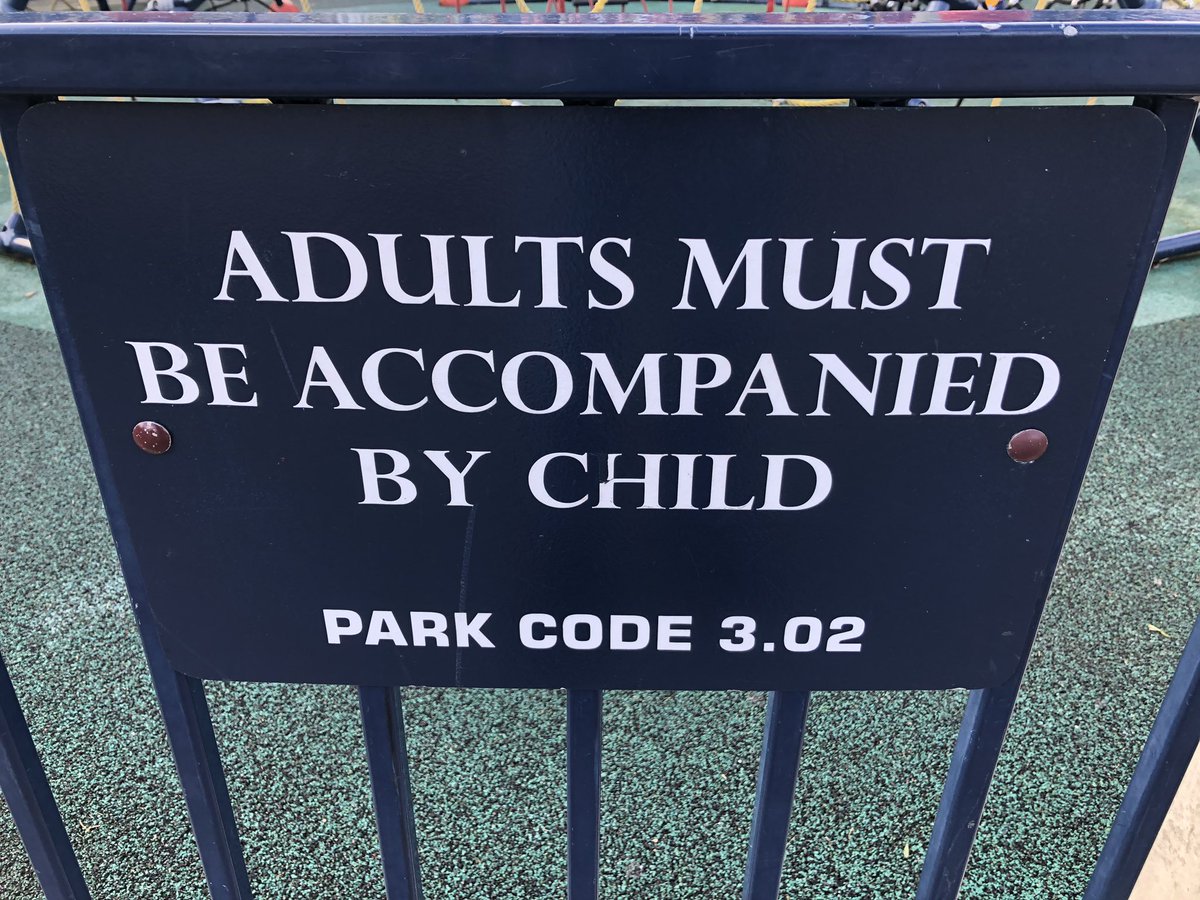 ADULTS MUST
BE ACCOMPANIED
BY CHILD
PARK CODE 3.02